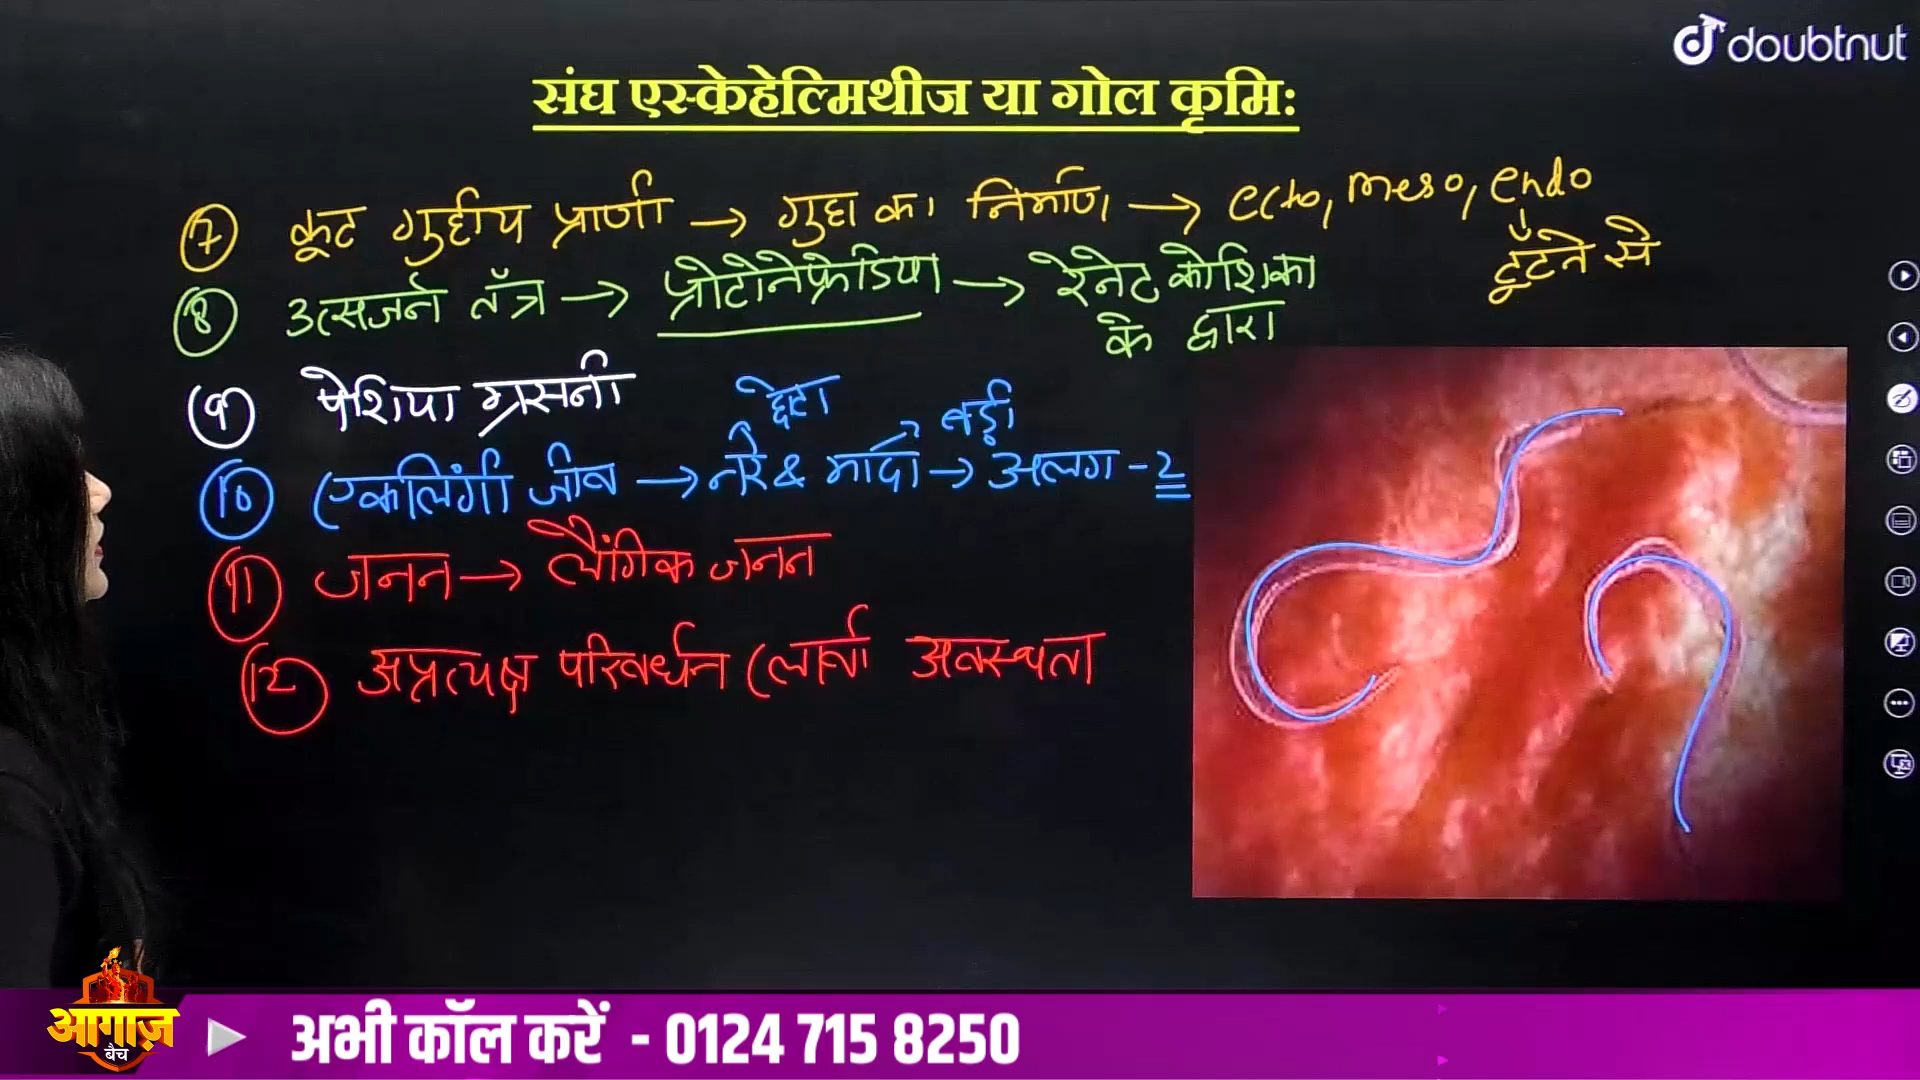 doubtnut
संघ एस्केहेल्मिथीज या गोल कृमि:
7 कूट गुहीय प्राणी → गुहा का निर्माण → ecto, meso, endo
↓
टूटने से
8 उत्सर्जन तंत्र → प्रोटोनेफ्रेडिया → रेनेट कोशिका
के द्वारा
9 पेशिया ग्रसनी
छोटा बड़ी
10 एकलिंगी जीव → नर & मादा → अलग-2
11 जनन → लैंगिक जनन
12 अप्रत्यक्ष परिवर्धन (लार्वा अवस्था
आगाज़
बैच
अभी कॉल करें - 0124 715 8250